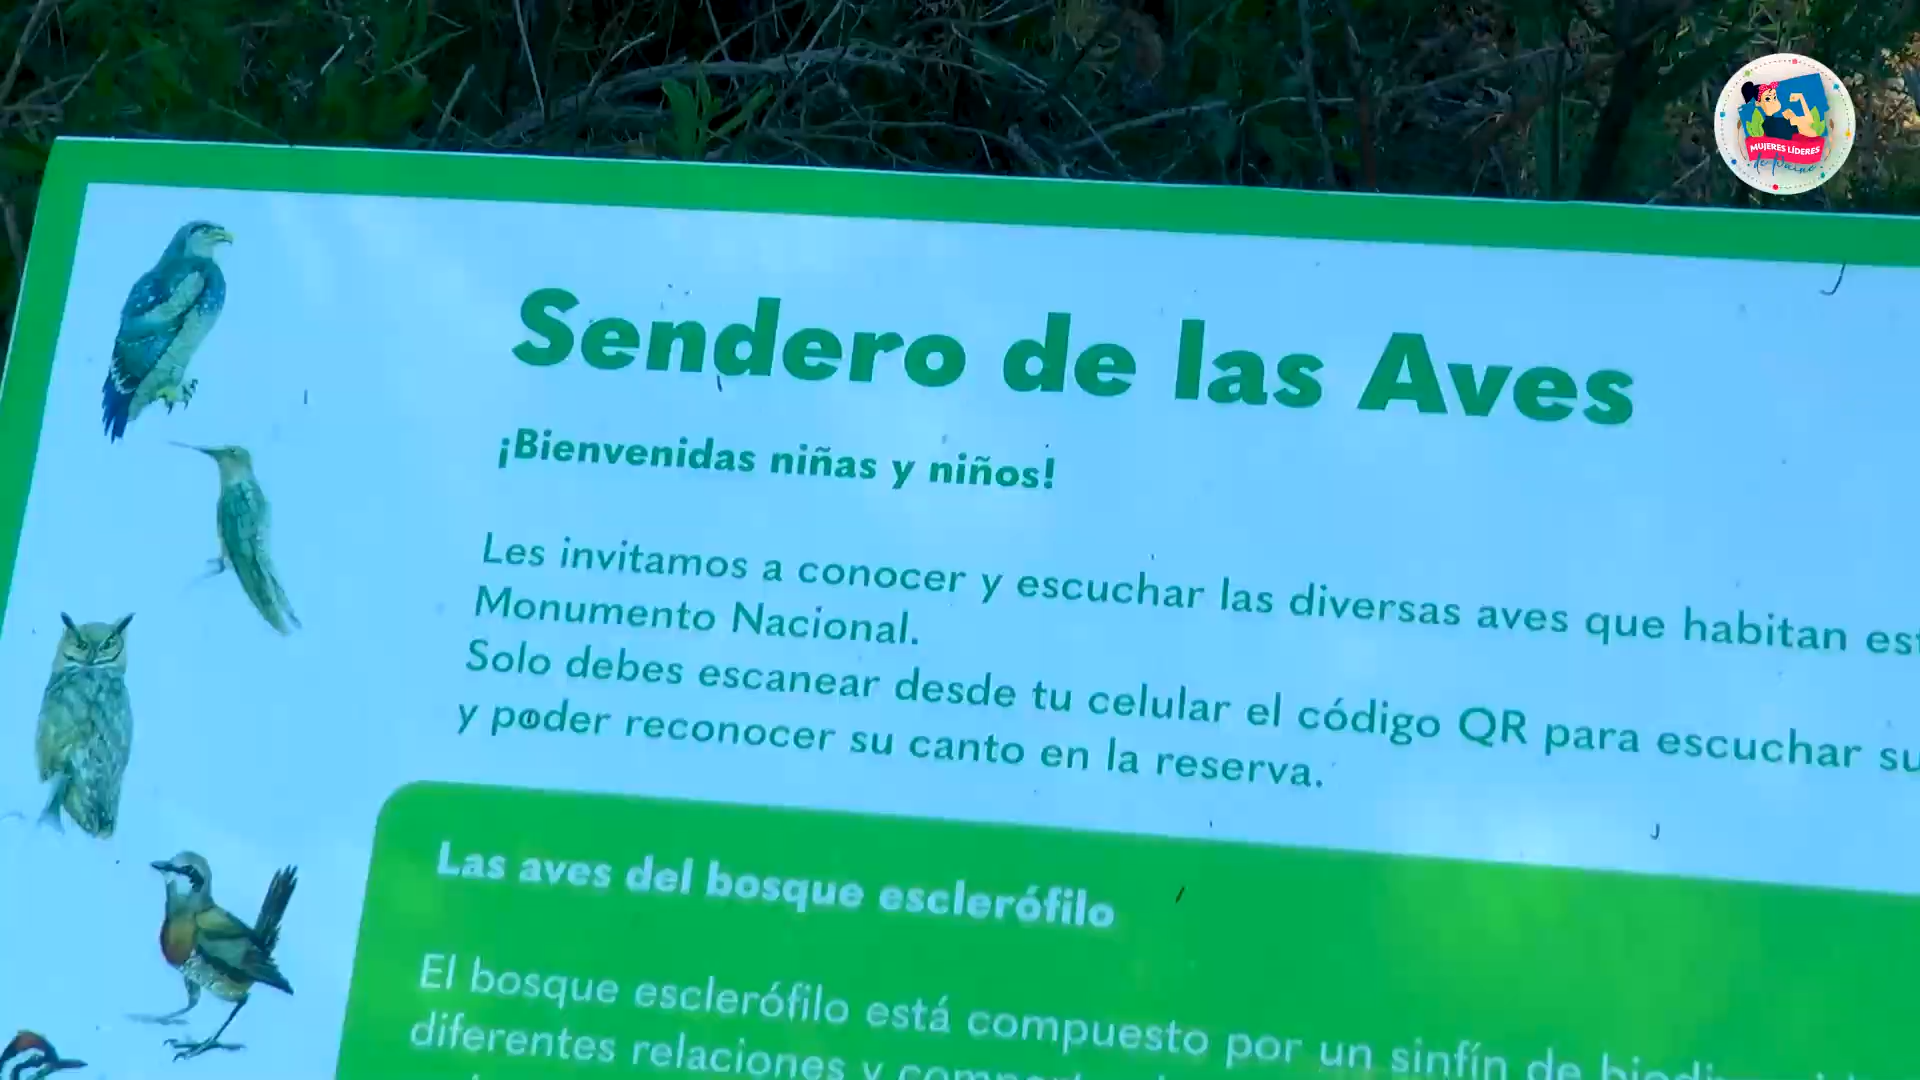 MUJERES LÍDERES
de Paine
Sendero de las Aves
¡Bienvenidas niñas y niños!
Les invitamos a conocer y escuchar las diversas aves que habitan
Monumento Nacional.
Solo debes escanear desde tu celular el código QR para escuchar su
y poder reconocer su canto en la reserva.
Las aves del bosque esclerófilo
El bosque esclerófilo está compuesto por un sinfín de
diferentes relaciones y